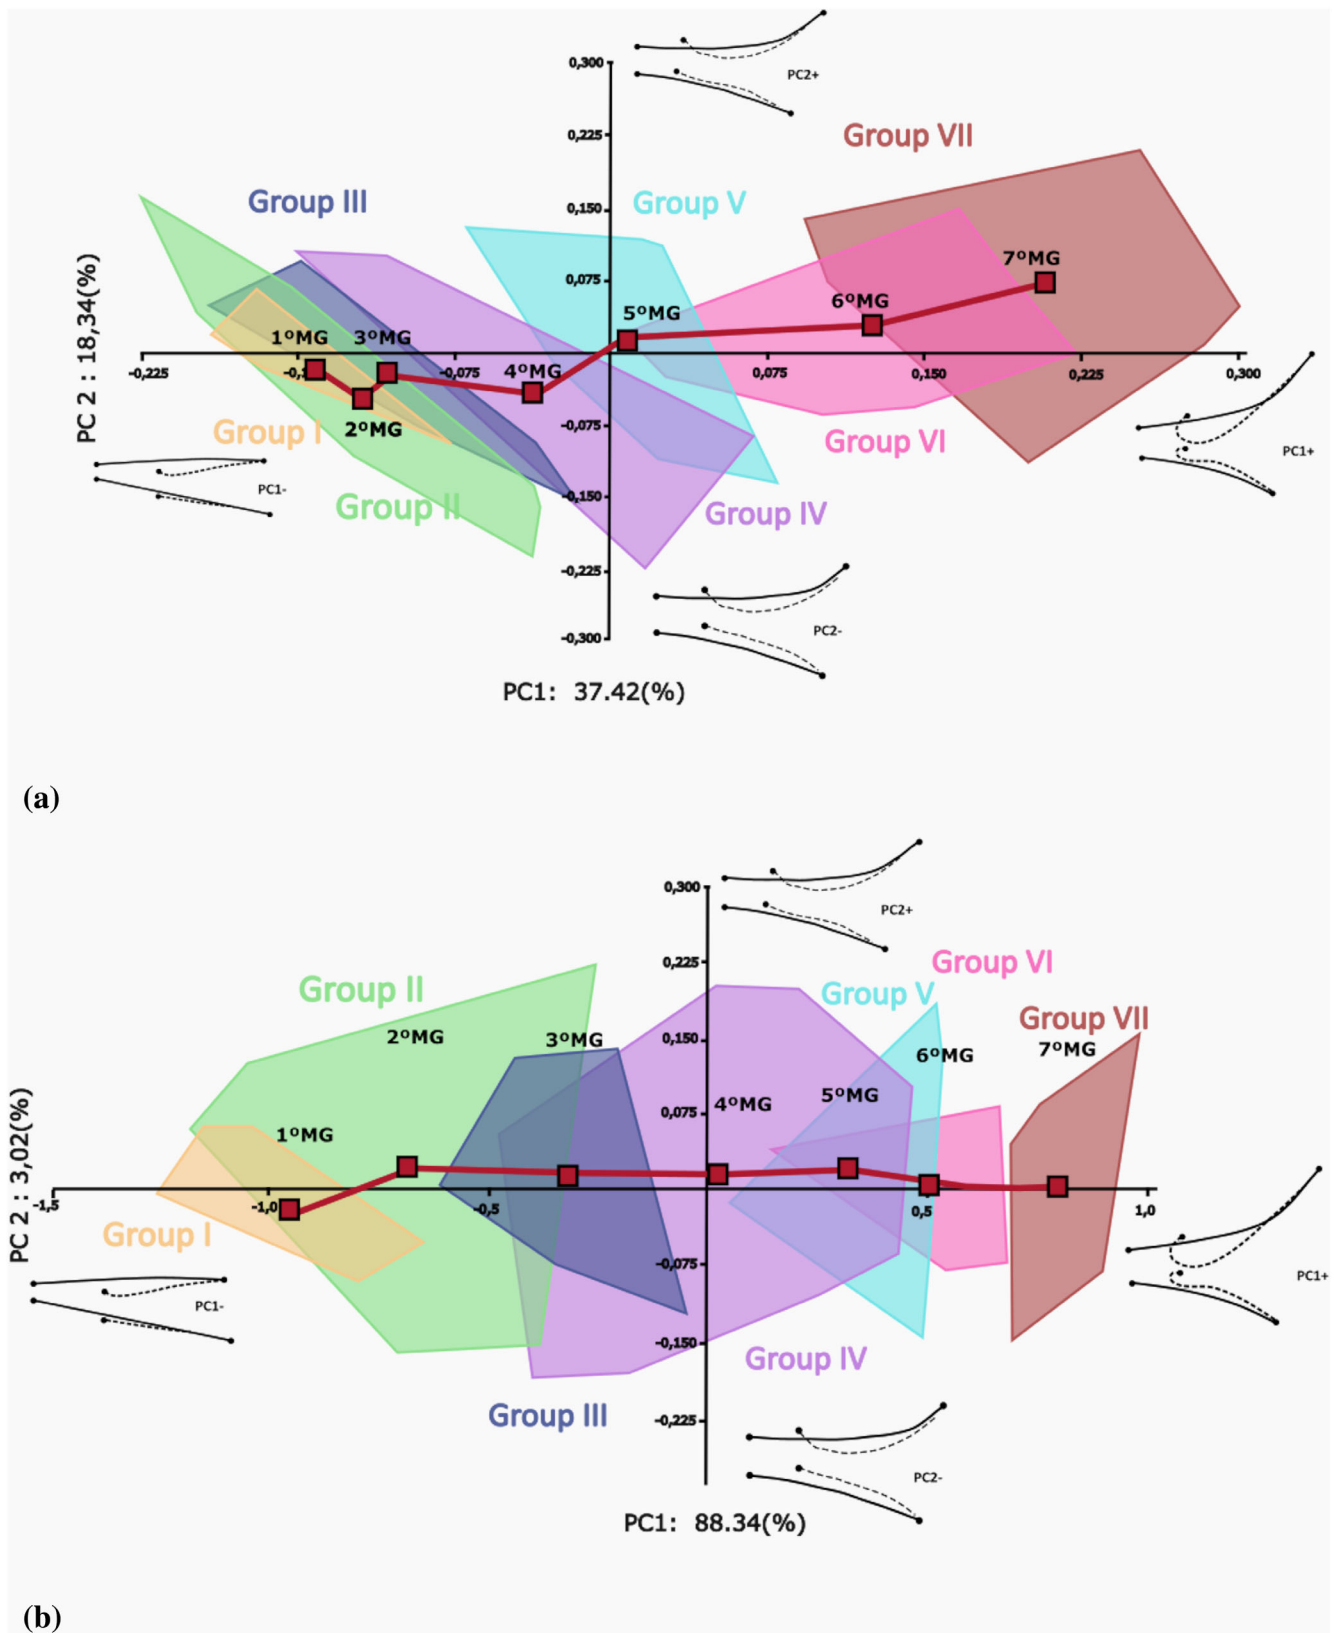 PC2+
0,300
0,225
Group VII
Group III
Group V
0,150
0,075
7ºMG
6ºMG
5ºMG
1ºMG
3ºMG
PC 2 : 18,34(%)
-0,225
-0,075
4ºMG
0,075
0,150
0,225
0,300
2ºMG
Group I
-0,075
Group VI
PC1+
PC1-
-0,150
Group II
Group IV
-0,225
PC2-
-0,300
PC1: 37.42(%)
(a)
0,300
PC2+
0,225
Group VI
Group II
Group V
Group VII
2ºMG
3ºMG
0,150
6ºMG
7ºMG
0,075
4ºMG
5ºMG
1ºMG
PC 2 : 3,02(%)
-1,5
-1,0
-0,5
0,5
1,0
Group I
-0,075
PC1+
PC1-
-0,150
Group IV
Group III
-0,225
PC2-
PC1: 88.34(%)
(b)